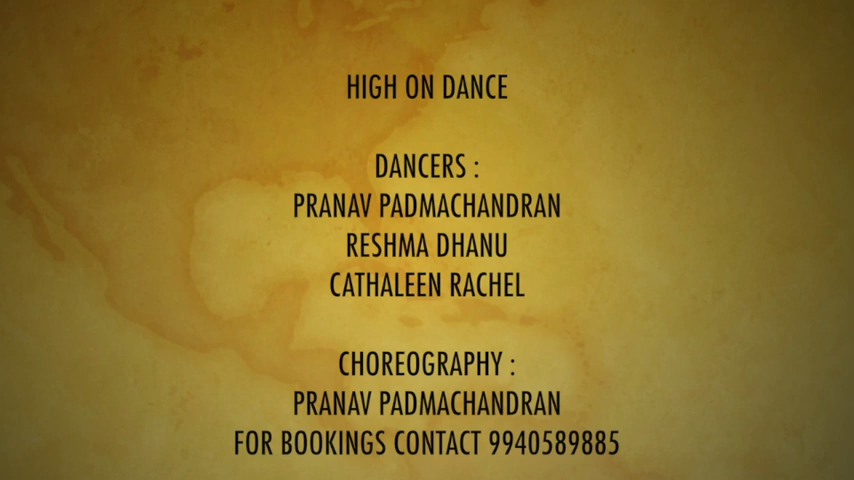 HIGH ON DANCE
DANCERS :
PRANAV PADMACHANDRAN
RESHMA DHANU
CATHALEEN RACHEL
CHOREOGRAPHY :
PRANAV PADMACHANDRAN
FOR BOOKINGS CONTACT 9940589885